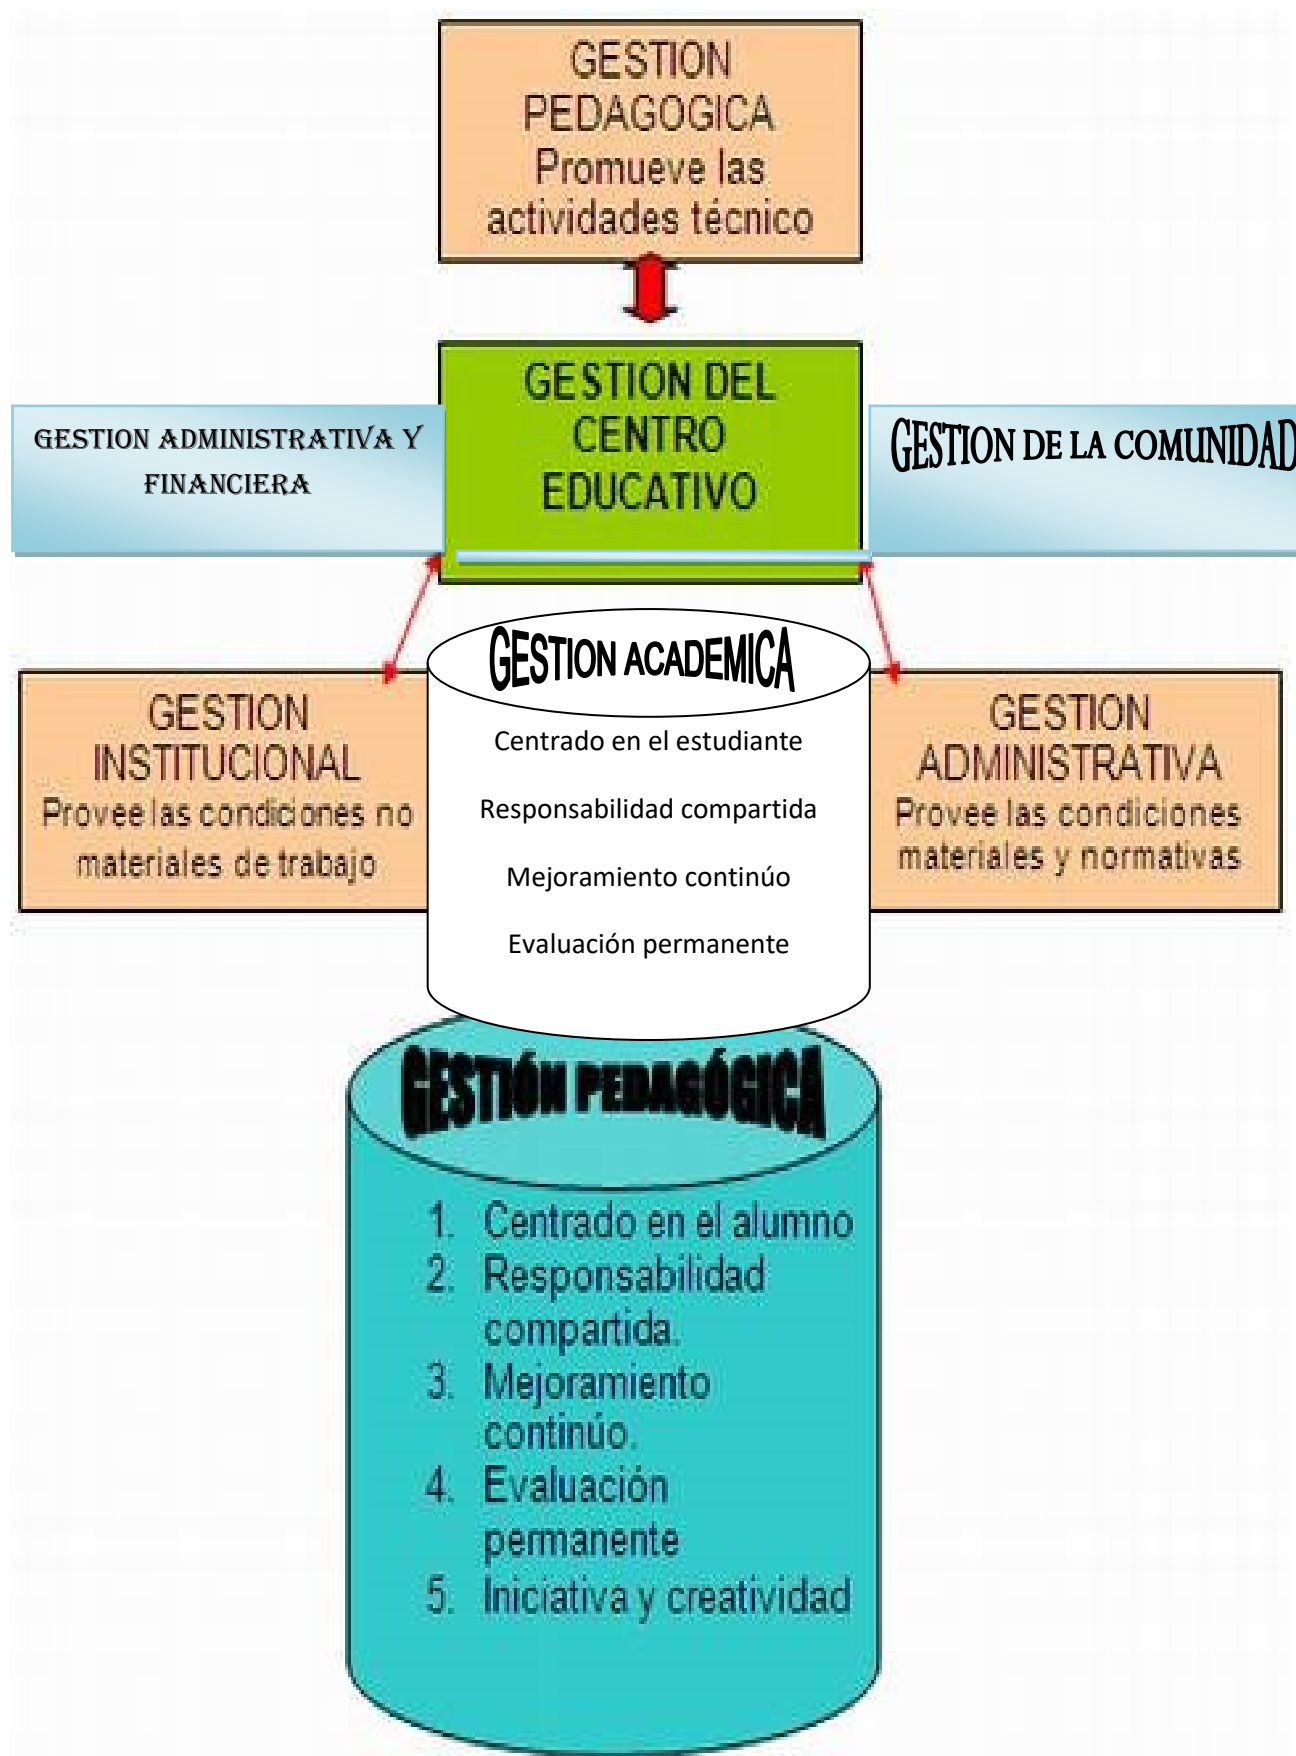 GESTION
PEDAGOGICA
Promueve las
actividades técnico
GESTION DEL
CENTRO
EDUCATIVO
GESTION ADMINISTRATIVA Y
FINANCIERA
GESTION DE LA COMUNIDAD
GESTION
INSTITUCIONAL
Provee las condiciones no
materiales de trabajo
GESTION ACADEMICA
Centrado en el estudiante
Responsabilidad compartida
Mejoramiento continúo
Evaluación permanente
GESTION
ADMINISTRATIVA
Provee las condiciones
materiales y normativas
GESTIÓN PEDAGÓGICA
1. Centrado en el alumno
2. Responsabilidad
compartida.
3. Mejoramiento
continúo.
4. Evaluación
permanente
5. Iniciativa y creatividad